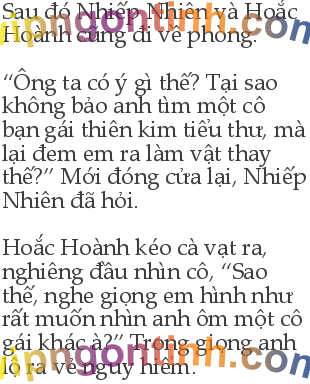 Sau đó Nhiếp Nhiên và Hoắc
Hoành cũng đi về phòng.
“Ông ta có ý gì thế? Tại sao
không bảo anh tìm một cô
bạn gái thiên kim tiểu thư, mà
lại đem em ra làm vật thay
thế?” Mới đóng cửa lại, Nhiếp
Nhiên đã hỏi.
Hoắc Hoành kéo cà vạt ra,
nghiêng đầu nhìn cô, “Sao
thế, nghe giọng em hình như
rất muốn nhìn anh ôm một cô
gái khác à?” Trong giọng anh
lộ ra vẻ nguy hiểm.
vipngontinh.com
vipngontinh.com